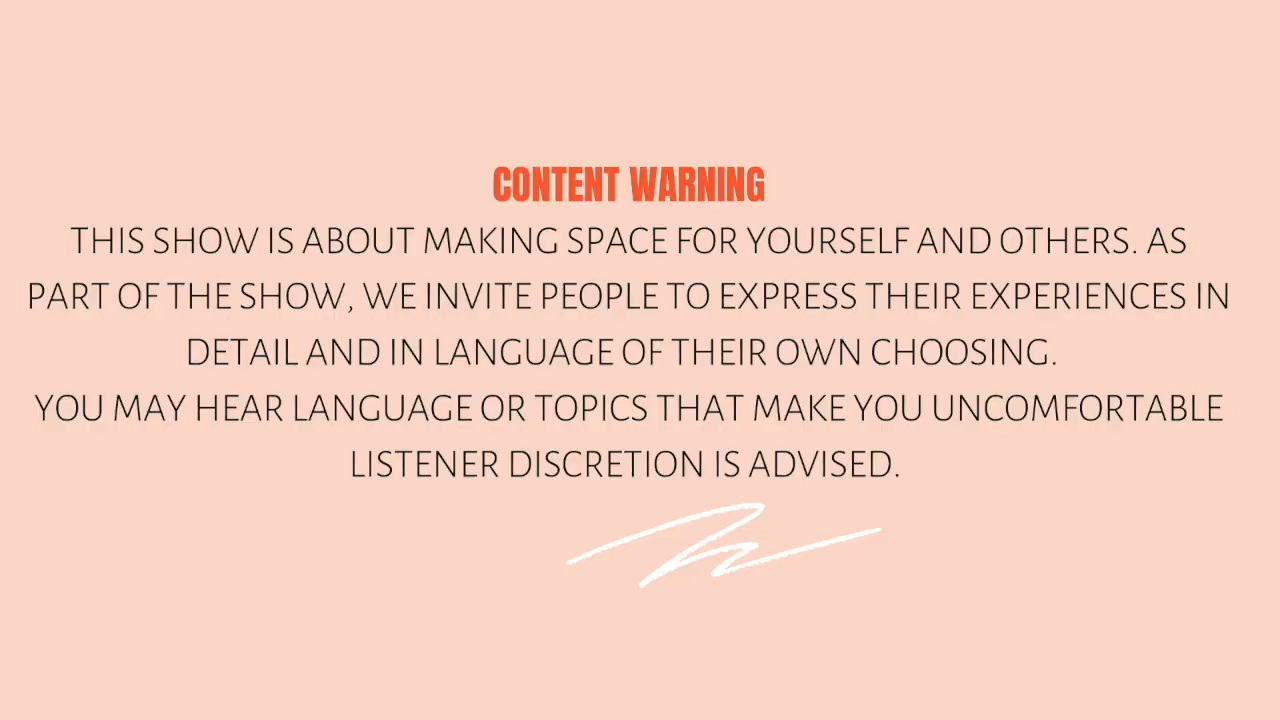 CONTENT WARNING
THIS SHOW IS ABOUT MAKING SPACE FOR YOURSELF AND OTHERS. AS
PART OF THE SHOW, WE INVITE PEOPLE TO EXPRESS THEIR EXPERIENCES IN
DETAIL AND IN LANGUAGE OF THEIR OWN CHOOSING.
YOU MAY HEAR LANGUAGE OR TOPICS THAT MAKE YOU UNCOMFORTABLE
LISTENER DISCRETION IS ADVISED.